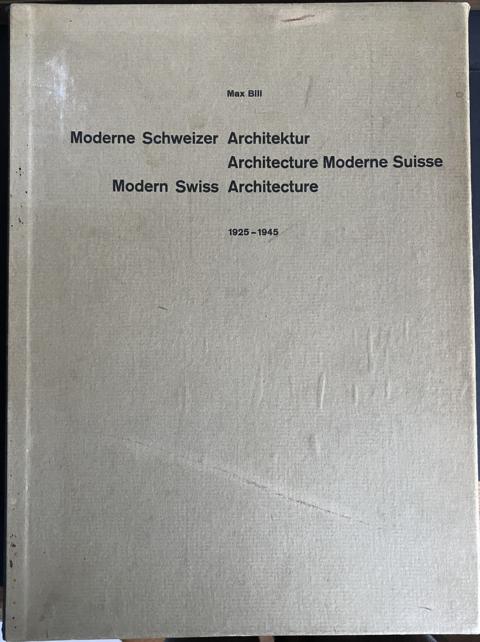 Max Bill
Moderne Schweizer Architektur
Architecture Moderne Suisse
Modern Swiss Architecture
1925–1945